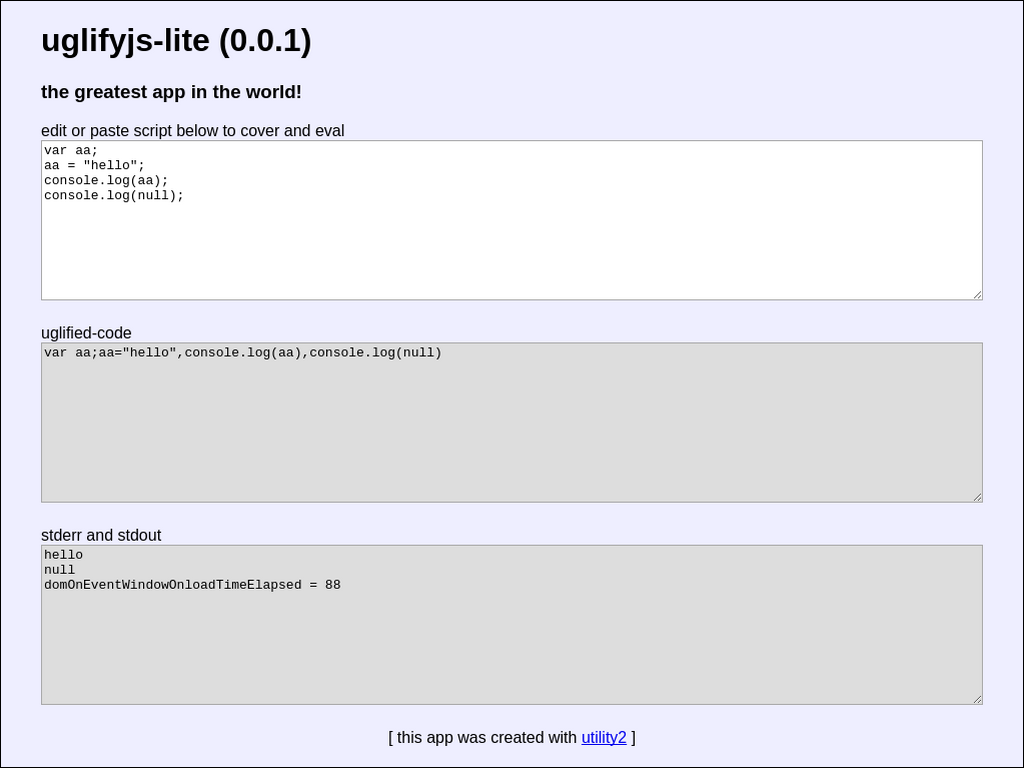 uglifyjs-lite (0.0.1)
the greatest app in the world!
edit or paste script below to cover and eval
var aa;
aa = "hello";
console.log(aa);
console.log(null);
uglified-code
var aa;aa="hello",console.log(aa),console.log(null)
stderr and stdout
hello
null
domOnEventWindowOnloadTimeElapsed = 88
[ this app was created with utility2 ]